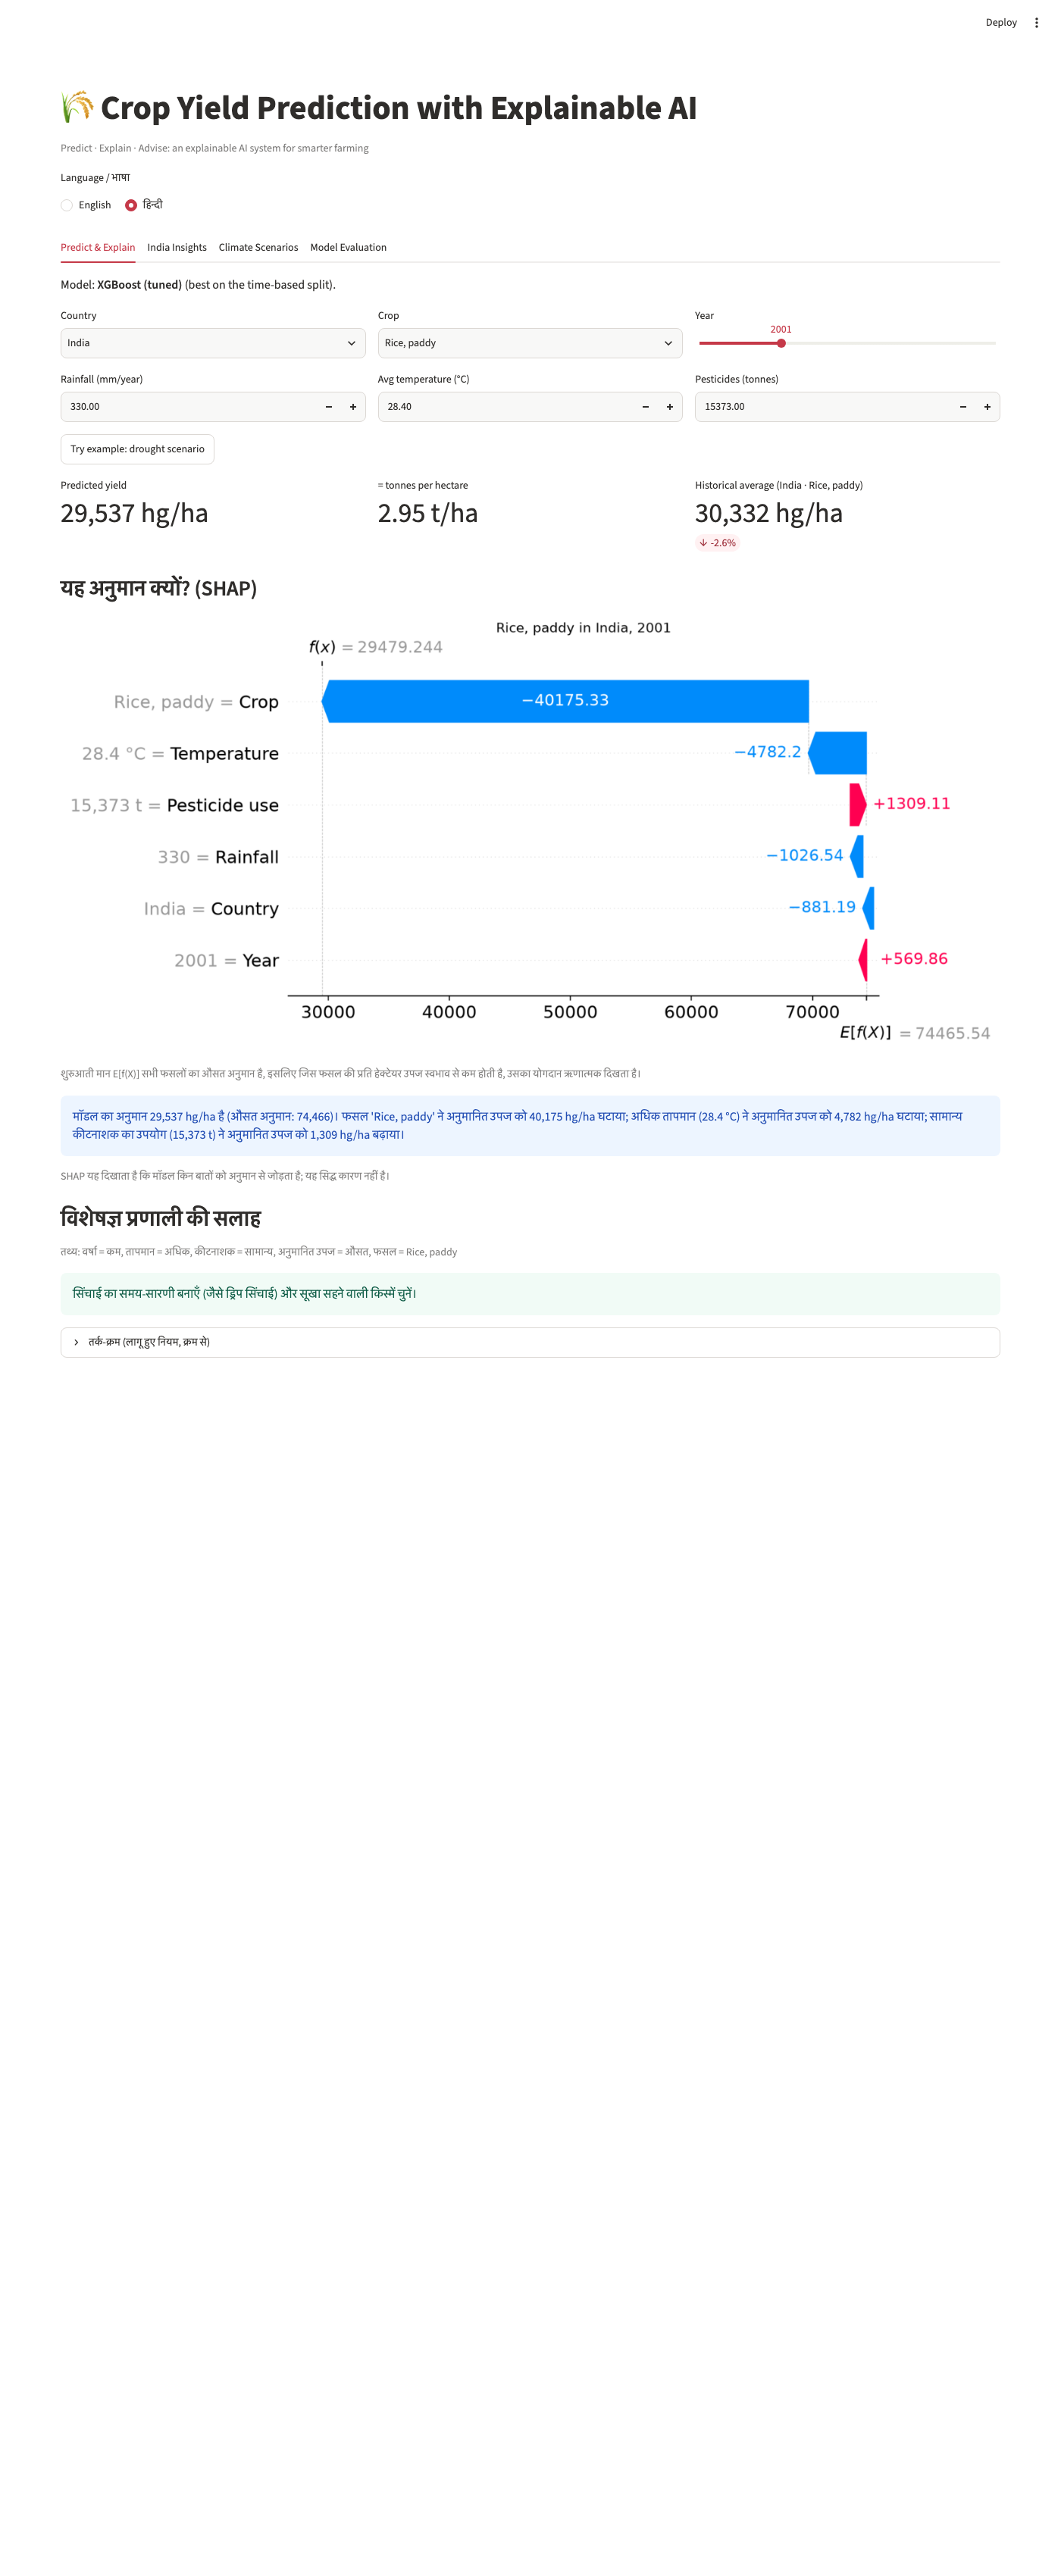 Deploy
Crop Yield Prediction with Explainable AI
Predict · Explain · Advise: an explainable AI system for smarter farming
Language / भाषा
English हिन्दी
Predict & Explain India Insights Climate Scenarios Model Evaluation
Model: XGBoost (tuned) (best on the time-based split).
Country Crop Year
2001
India Rice, paddy
Rainfall (mm/year) Avg temperature (°C) Pesticides (tonnes)
330.00 28.40 15373.00
Try example: drought scenario
Predicted yield = tonnes per hectare Historical average (India · Rice, paddy)
29,537 hg/ha 2.95 t/ha 30,332 hg/ha
↓ -2.6%
यह अनुमान क्यों? (SHAP)
Rice, paddy in India, 2001
f(x) = 29479.244
Rice, paddy = Crop −40175.33
28.4 °C = Temperature −4782.2
15,373 t = Pesticide use +1309.11
330 = Rainfall −1026.54
India = Country −881.19
2001 = Year +569.86
30000 40000 50000 60000 70000
E[f(X)] = 74465.54
शुरुआती मान E[f(X)] सभी फसलों का औसत अनुमान है, इसलिए जिस फसल की प्रति हेक्टेयर उपज स्वभाव से कम होती है, उसका योगदान ऋणात्मक दिखता है।
मॉडल का अनुमान 29,537 hg/ha है (औसत अनुमान: 74,466)। फसल 'Rice, paddy' ने अनुमानित उपज को 40,175 hg/ha घटाया; अधिक तापमान (28.4 °C) ने अनुमानित उपज को 4,782 hg/ha घटाया; सामान्य
कीटनाशक का उपयोग (15,373 t) ने अनुमानित उपज को 1,309 hg/ha बढ़ाया।
SHAP यह दिखाता है कि मॉडल किन बातों को अनुमान से जोड़ता है; यह सिद्ध कारण नहीं है।
विशेषज्ञ प्रणाली की सलाह
तथ्य: वर्षा = कम, तापमान = अधिक, कीटनाशक = सामान्य, अनुमानित उपज = औसत, फसल = Rice, paddy
सिंचाई का समय-सारणी बनाएँ (जैसे ड्रिप सिंचाई) और सूखा सहने वाली किस्में चुनें।
तर्क-क्रम (लागू हुए नियम, क्रम से)